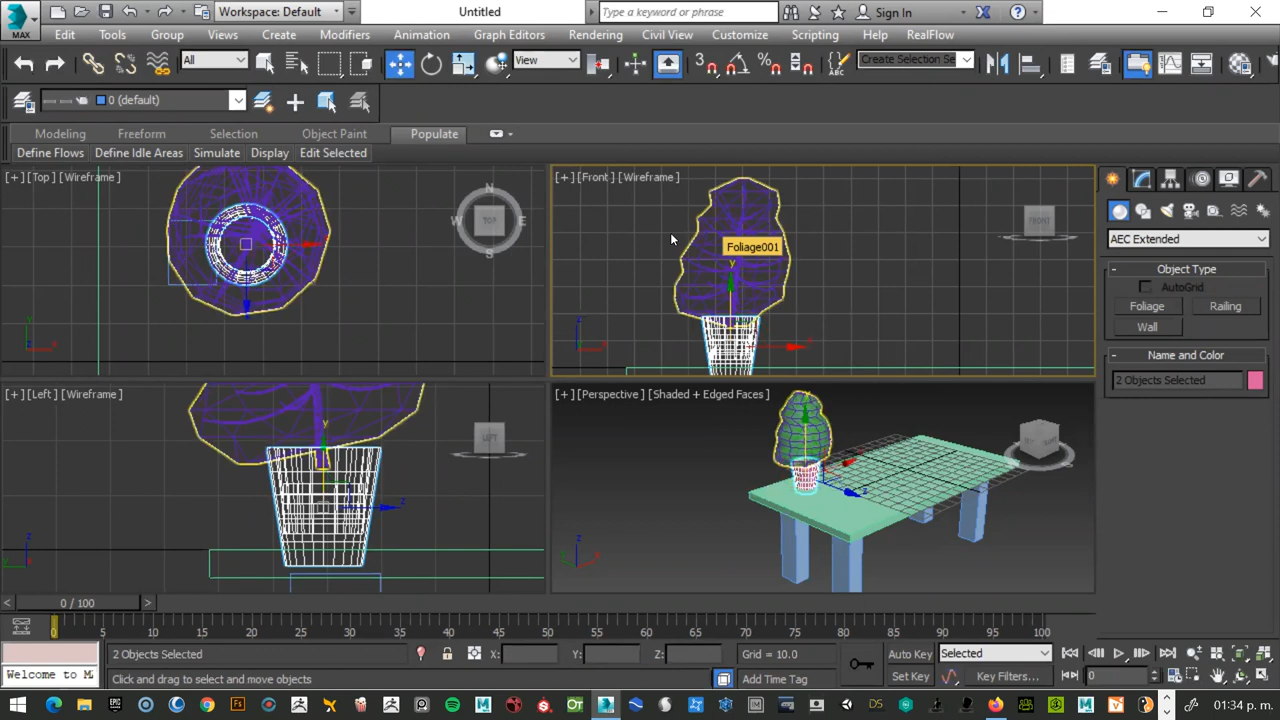 MAX
Workspace: Default
Untitled
Type a keyword or phrase
Sign In
Edit Tools Group Views Create Modifiers Animation Graph Editors Rendering Civil View Customize Scripting Help RealFlow
All
View
3
%
ABC
Create Selection Se
0 (default)
Modeling Freeform Selection Object Paint Populate
Define Flows Define Idle Areas Simulate Display Edit Selected
[+] [Top] [Wireframe]
N
W TOP E
S
[+] [Front] [Wireframe]
FRONT
Foliage001
y
[+] [Left] [Wireframe]
LEFT
[+] [Perspective] [Shaded + Edged Faces]
AEC Extended
- Object Type
AutoGrid
Foliage Railing
Wall
- Name and Color
2 Objects Selected
< 0 / 100 >
0 5 10 15 20 25 30 35 40 45 50 55 60 65 70 75 80 85 90 95 100
2 Objects Selected X: Y: Z: Grid = 10.0 Auto Key Selected
Welcome to M
Click and drag to select and move objects Add Time Tag Set Key Key Filters... 0
01:34 p. m.